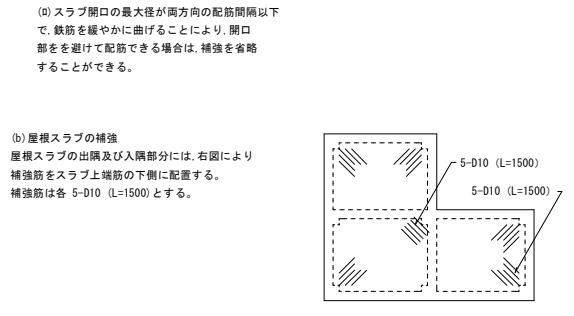 (ロ)スラブ開口の最大径が両方向の配筋間隔以下
で,鉄筋を緩やかに曲げることにより,開口
部をを避けて配筋できる場合は,補強を省略
することができる。
(b)屋根スラブの補強
屋根スラブの出隅及び入隅部分には,右図により
補強筋をスラブ上端筋の下側に配置する。
補強筋は各 5-D10 (L=1500)とする。
5-D10 (L=1500)
5-D10 (L=1500)